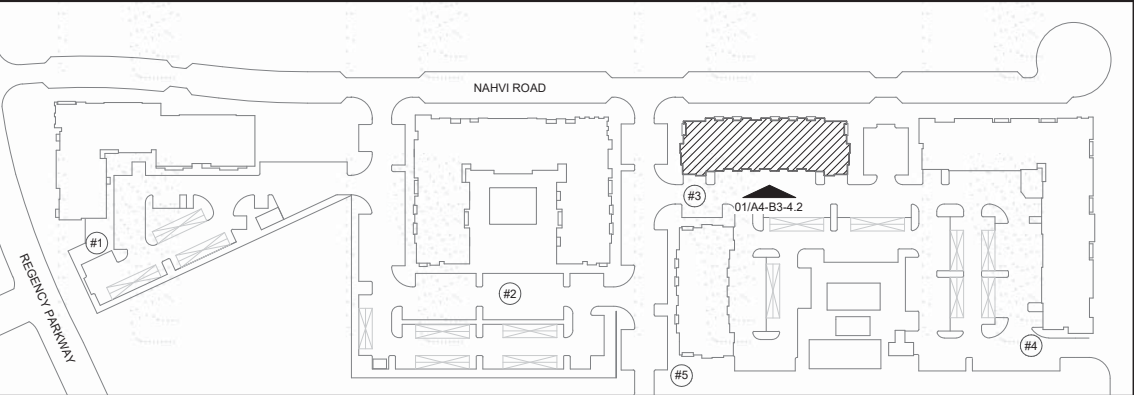 NAHVI ROAD
#3
01/A4-B3-4.2
#1
REGENCY PARKWAY
#2
#4
#5